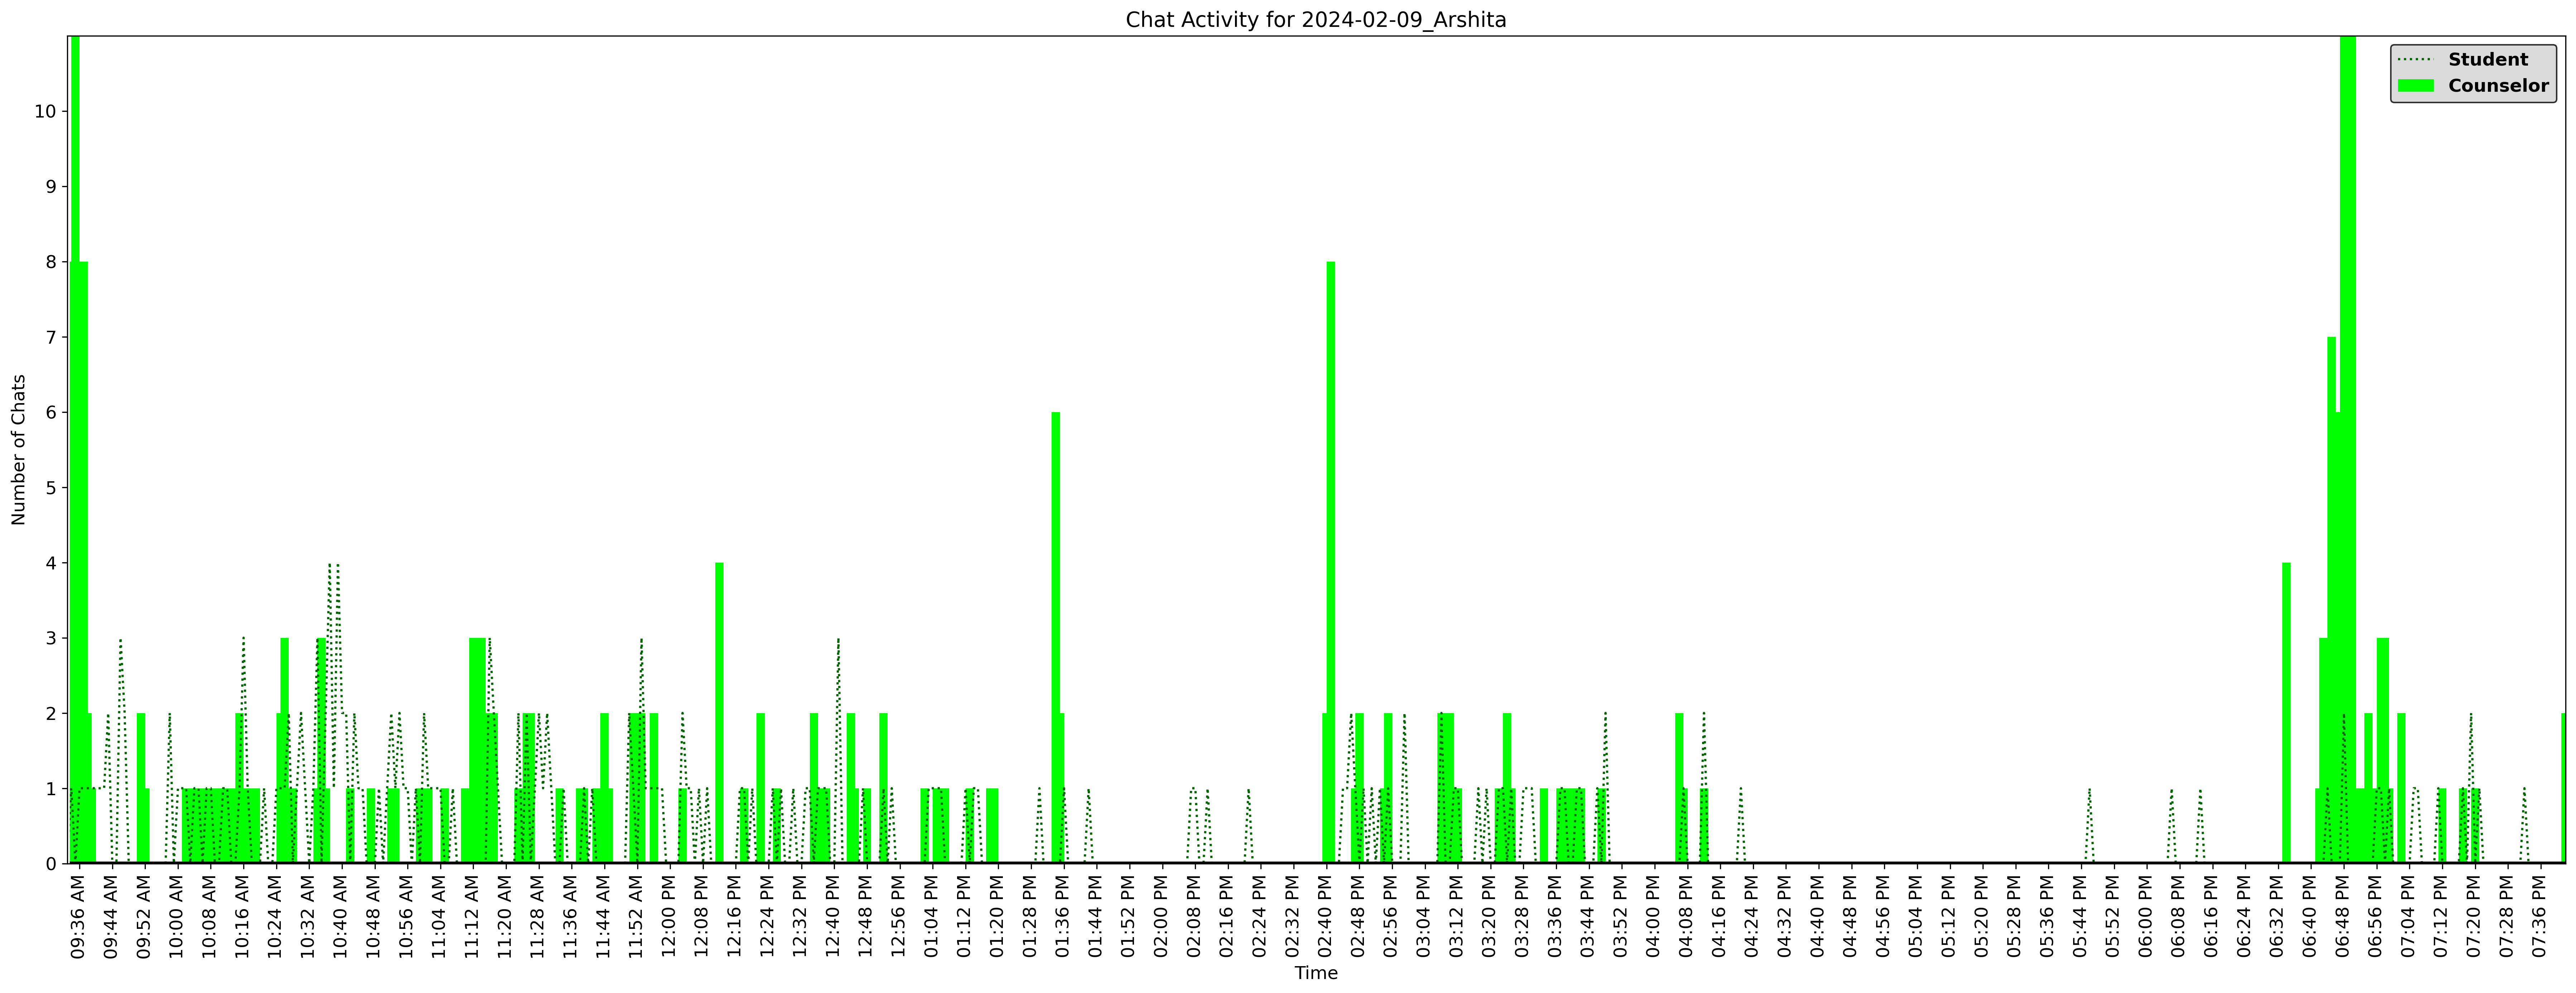 Chat Activity for 2024-02-09_Arshita
Student
Counselor
10
9
8
7
6
5
4
3
2
1
0
Number of Chats
09:36 AM
09:44 AM
09:52 AM
10:00 AM
10:08 AM
10:16 AM
10:24 AM
10:32 AM
10:40 AM
10:48 AM
10:56 AM
11:04 AM
11:12 AM
11:20 AM
11:28 AM
11:36 AM
11:44 AM
11:52 AM
12:00 PM
12:08 PM
12:16 PM
12:24 PM
12:32 PM
12:40 PM
12:48 PM
12:56 PM
01:04 PM
01:12 PM
01:20 PM
01:28 PM
01:36 PM
01:44 PM
01:52 PM
02:00 PM
02:08 PM
02:16 PM
02:24 PM
02:32 PM
02:40 PM
02:48 PM
02:56 PM
03:04 PM
03:12 PM
03:20 PM
03:28 PM
03:36 PM
03:44 PM
03:52 PM
04:00 PM
04:08 PM
04:16 PM
04:24 PM
04:32 PM
04:40 PM
04:48 PM
04:56 PM
05:04 PM
05:12 PM
05:20 PM
05:28 PM
05:36 PM
05:44 PM
05:52 PM
06:00 PM
06:08 PM
06:16 PM
06:24 PM
06:32 PM
06:40 PM
06:48 PM
06:56 PM
07:04 PM
07:12 PM
07:20 PM
07:28 PM
07:36 PM
Time